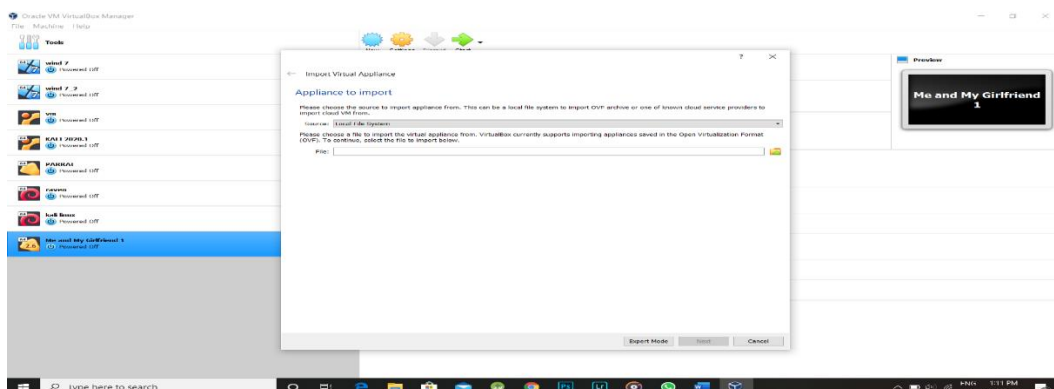 Oracle VM VirtualBox Manager
File Machine Help
Tools
wind 7
Powered Off
wind 7_2
Powered Off
Powered Off
KALI 2020.1
Powered Off
Powered Off
Powered Off
kali linux
Powered Off
Me and My Girlfriend 1
Powered Off
Import Virtual Appliance
Appliance to import
Please choose the source to import appliance from. This can be a local file system to import OVF archive or one of known cloud service providers to
import cloud VM from.
Source: Local File System
Please choose a file to import the virtual appliance from. VirtualBox currently supports importing appliances saved in the Open Virtualization Format
(OVF). To continue, select the file to import below.
File:
Expert Mode Next Cancel
Preview
Me and My Girlfriend
1
Type here to search
ENG 1:11 PM